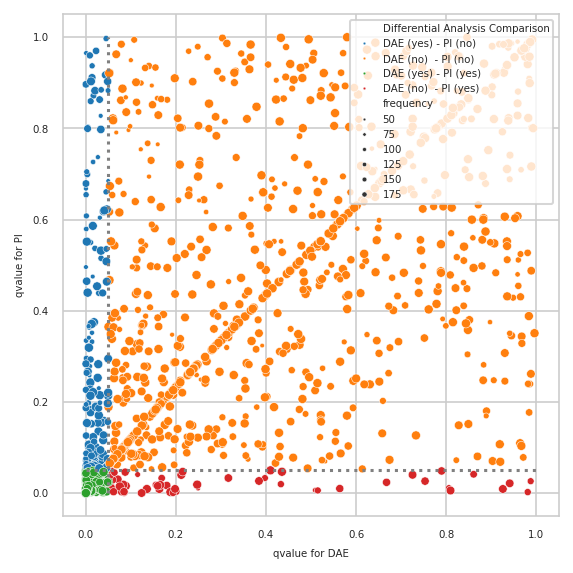 Differential Analysis Comparison
DAE (yes) - PI (no)
DAE (no) - PI (no)
DAE (yes) - PI (yes)
DAE (no) - PI (yes)
frequency
50
75
100
125
150
175
1.0
0.8
0.6
0.4
0.2
0.0
qvalue for PI
0.0 0.2 0.4 0.6 0.8 1.0
qvalue for DAE